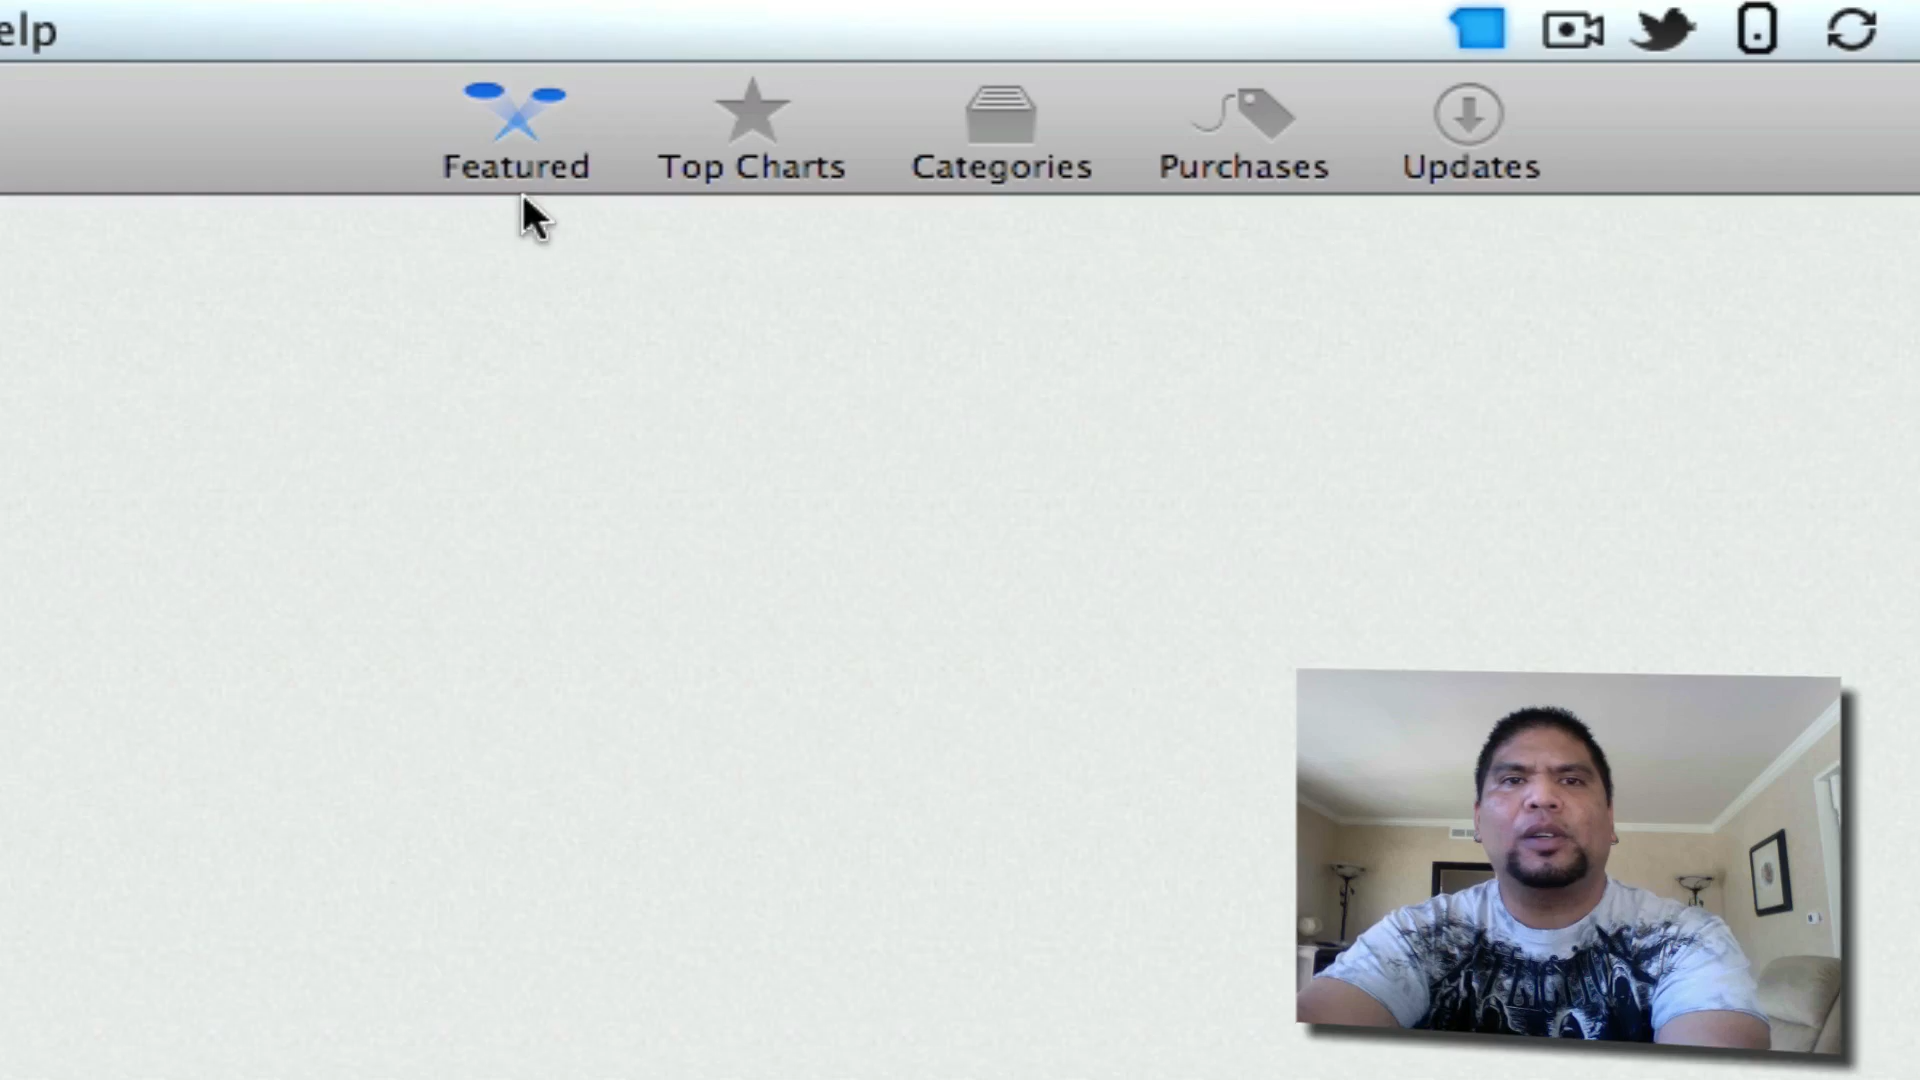 elp
Featured
Top Charts
Categories
Purchases
Updates